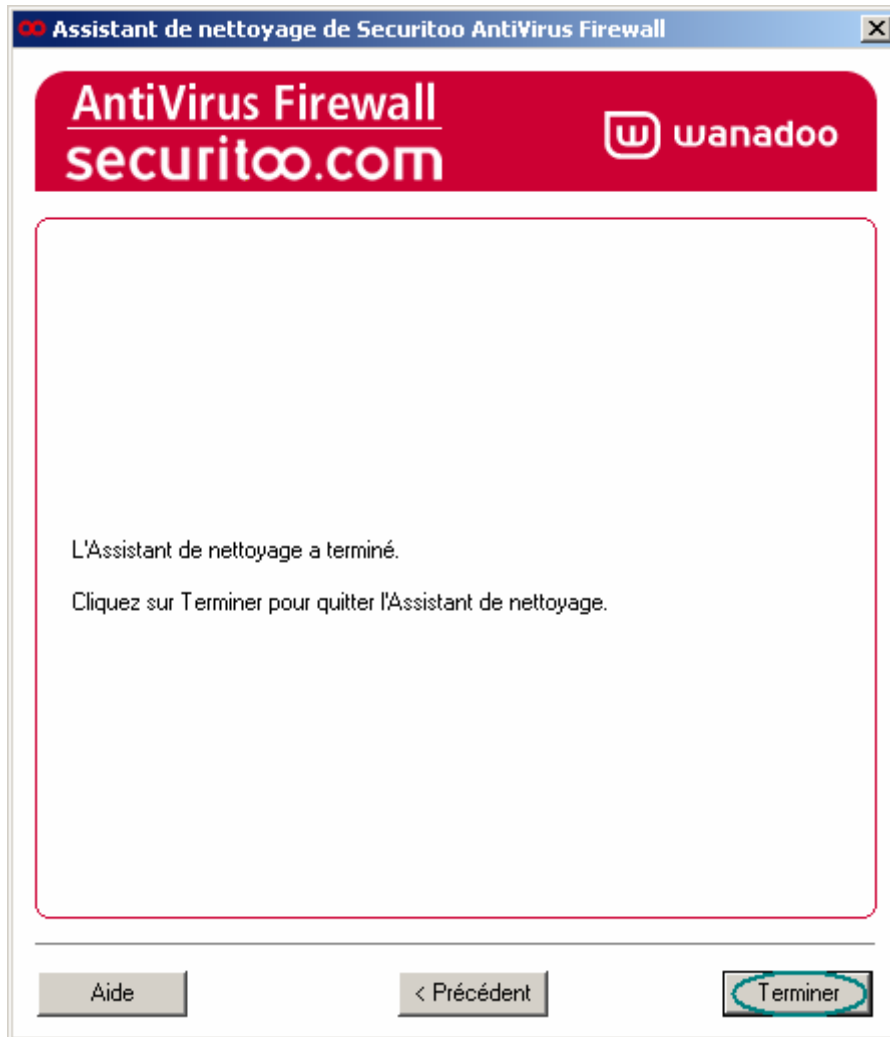 Assistant de nettoyage de Securitoo AntiVirus Firewall
AntiVirus Firewall
securitoo.com
w wanadoo
L'Assistant de nettoyage a terminé.
Cliquez sur Terminer pour quitter l'Assistant de nettoyage.
Aide
< Précédent
Terminer